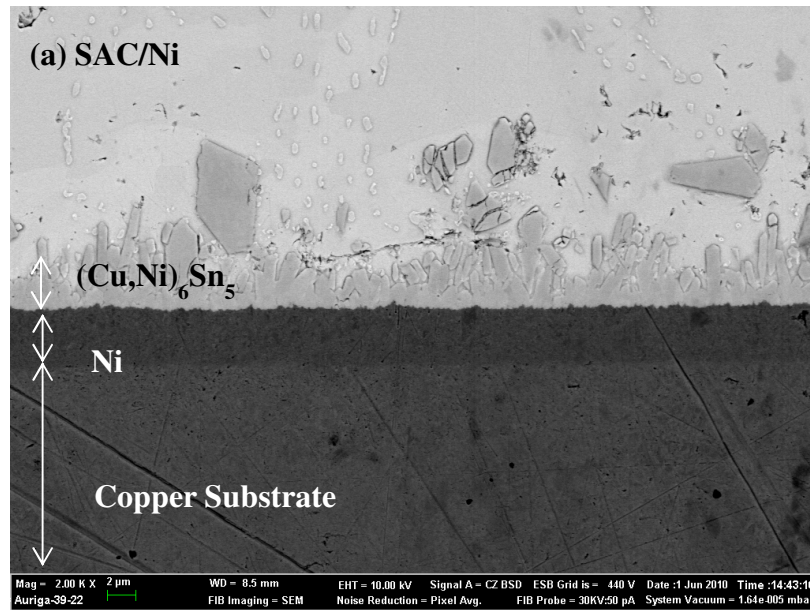 (a) SAC/Ni
(Cu,Ni)6Sn5
Ni
Copper Substrate
Mag = 2.00 K X 2 µm WD = 8.5 mm EHT = 10.00 kV Signal A = CZ BSD ESB Grid is = 440 V Date :1 Jun 2010 Time :14:43:1
Auriga-39-22 FIB Imaging = SEM Noise Reduction = Pixel Avg. FIB Probe = 30KV:50 pA System Vacuum = 1.64e-005 mb